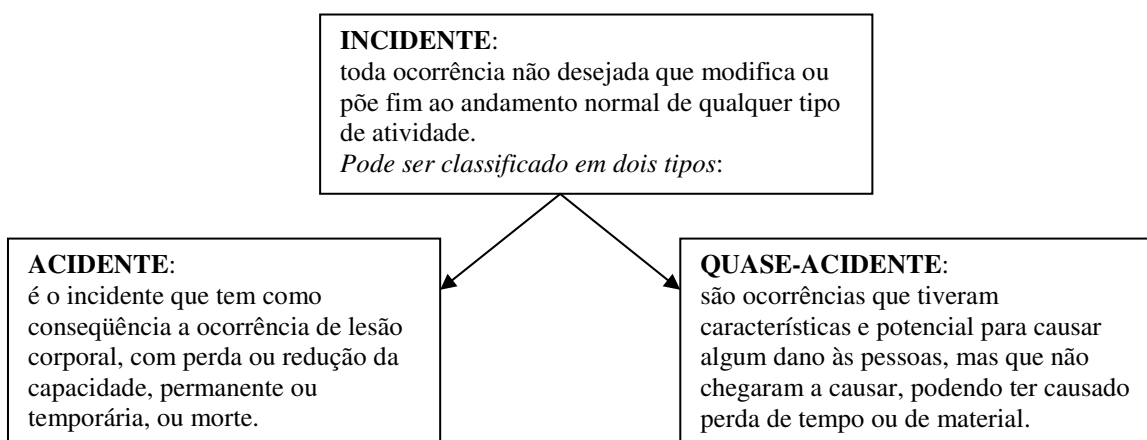 INCIDENTE:
toda ocorrência não desejada que modifica ou
põe fim ao andamento normal de qualquer tipo
de atividade.
Pode ser classificado em dois tipos:
ACIDENTE:
é o incidente que tem como
conseqüência a ocorrência de lesão
corporal, com perda ou redução da
capacidade, permanente ou
temporária, ou morte.
QUASE-ACIDENTE:
são ocorrências que tiveram
características e potencial para causar
algum dano às pessoas, mas que não
chegaram a causar, podendo ter causado
perda de tempo ou de material.